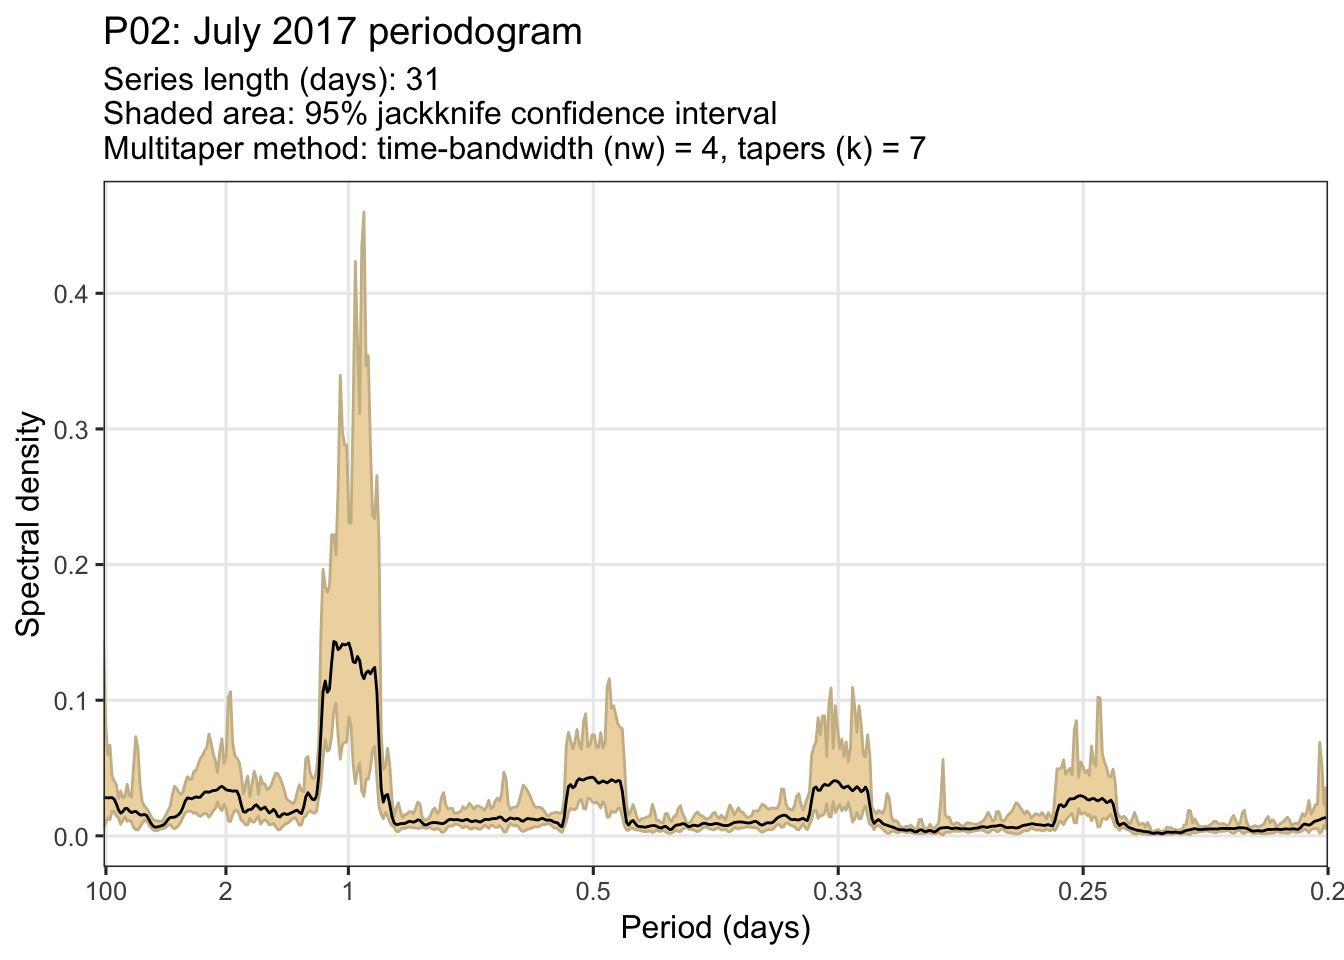 P02: July 2017 periodogram
Series length (days): 31
Shaded area: 95% jackknife confidence interval
Multitaper method: time-bandwidth (nw) = 4, tapers (k) = 7
Spectral density
0.4
0.3
0.2
0.1
0.0
100 2 1 0.5 0.33 0.25 0.2
Period (days)